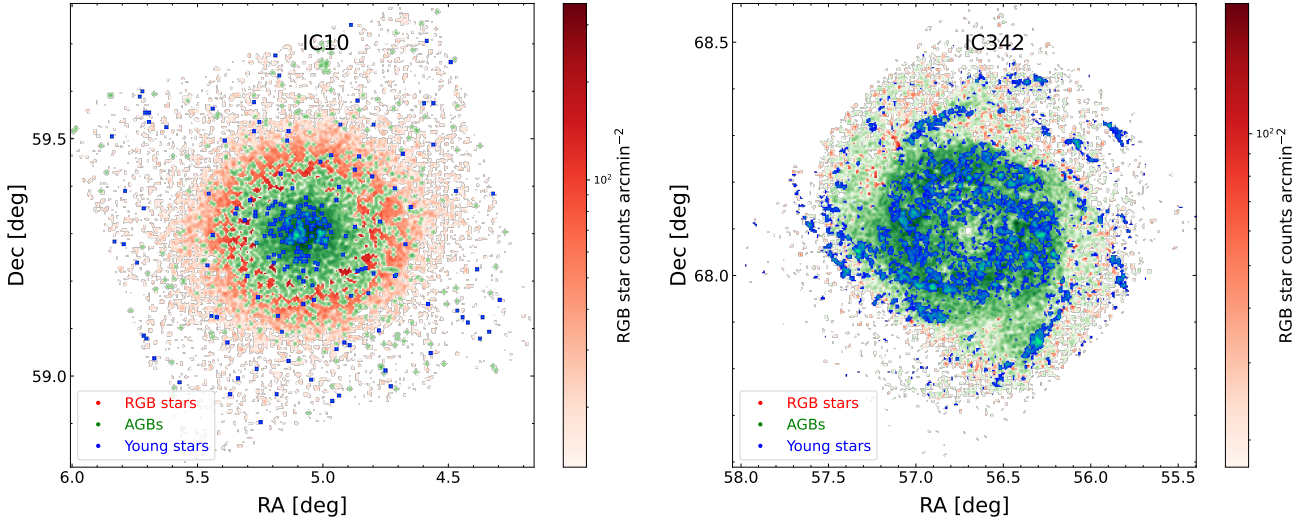 IC10
59.5
59.0
6.0 5.5 5.0 4.5
RA [deg]
Dec [deg]
RGB stars
AGBs
Young stars
10²
RGB star counts arcmin⁻²
IC342
68.5
68.0
58.0 57.5 57.0 56.5 56.0 55.5
RA [deg]
Dec [deg]
RGB stars
AGBs
Young stars
10²
RGB star counts arcmin⁻²